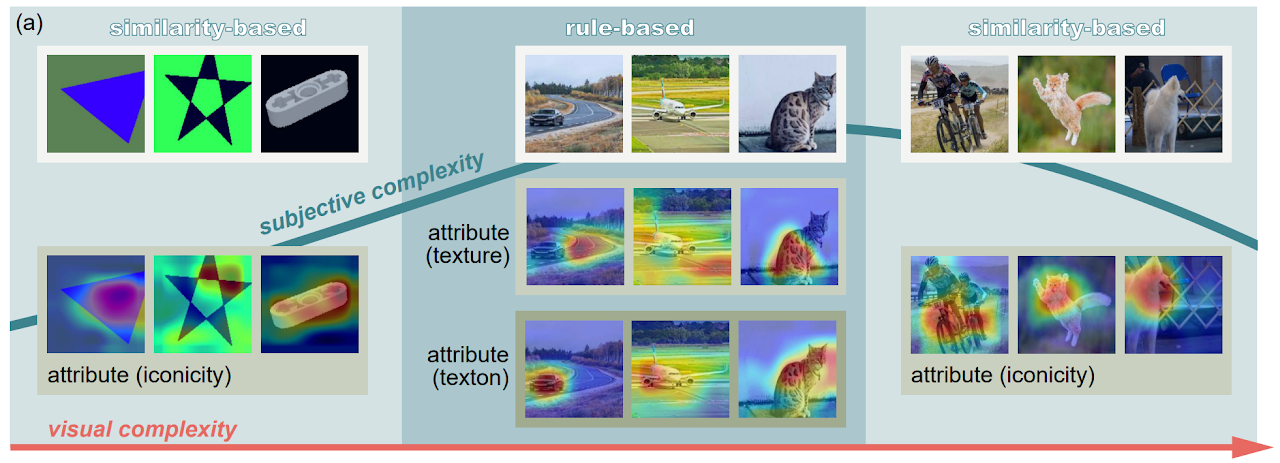 (a)
similarity-based
rule-based
similarity-based
subjective complexity
attribute
(texture)
attribute
(texton)
attribute (iconicity)
attribute (iconicity)
visual complexity